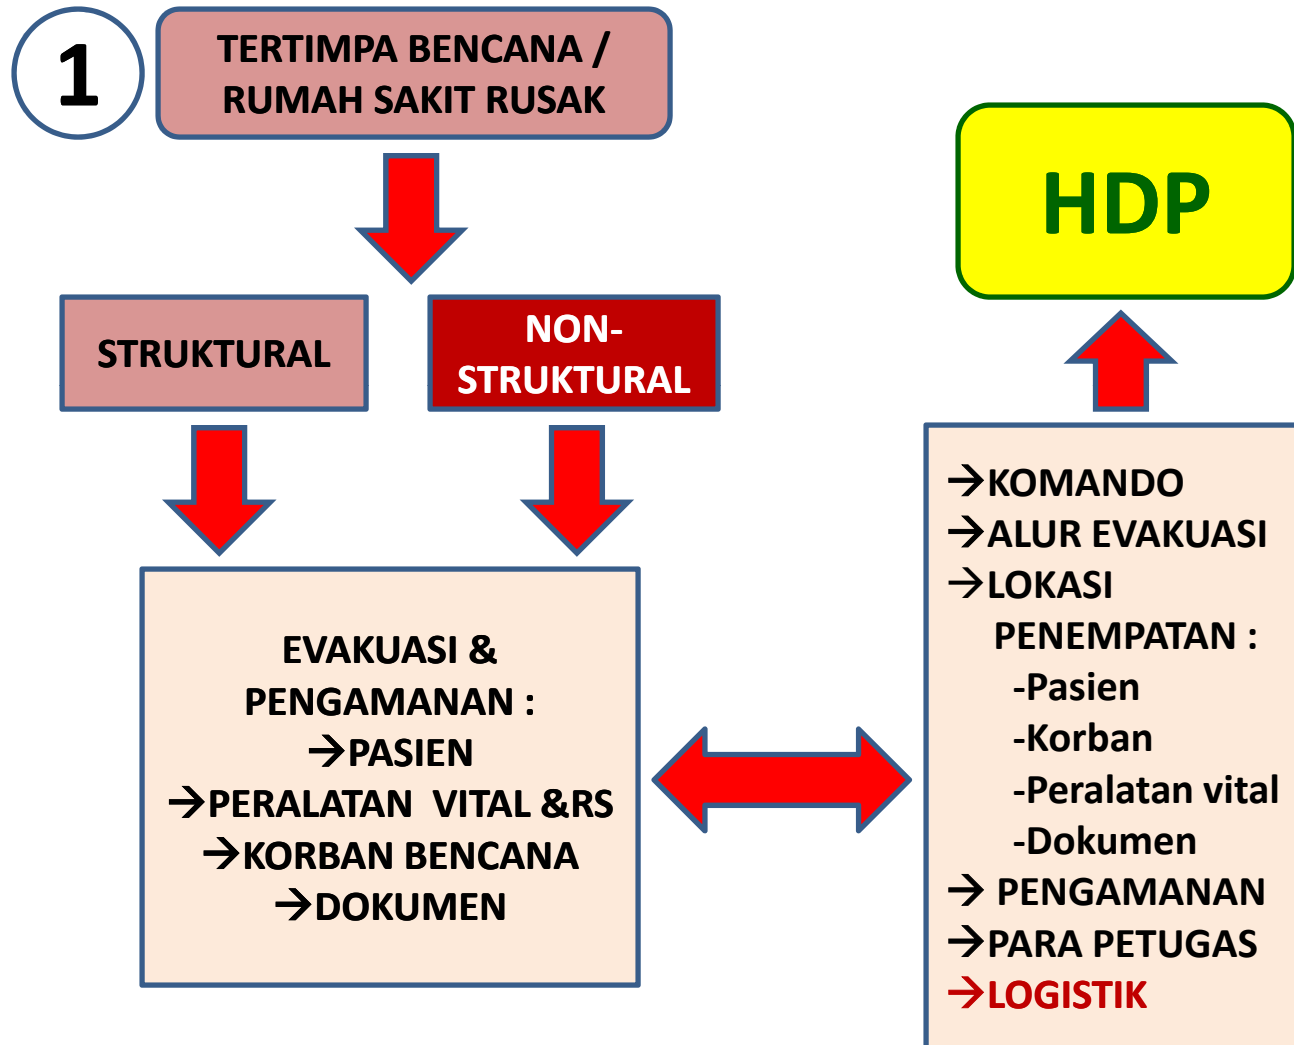 1
TERTIMPA BENCANA /
RUMAH SAKIT RUSAK
HDP
STRUKTURAL
NON-
STRUKTURAL
EVAKUASI &
PENGAMANAN :
→PASIEN
→PERALATAN VITAL &RS
→KORBAN BENCANA
→DOKUMEN
→KOMANDO
→ALUR EVAKUASI
→LOKASI
PENEMPATAN :
-Pasien
-Korban
-Peralatan vital
-Dokumen
→ PENGAMANAN
→PARA PETUGAS
→LOGISTIK